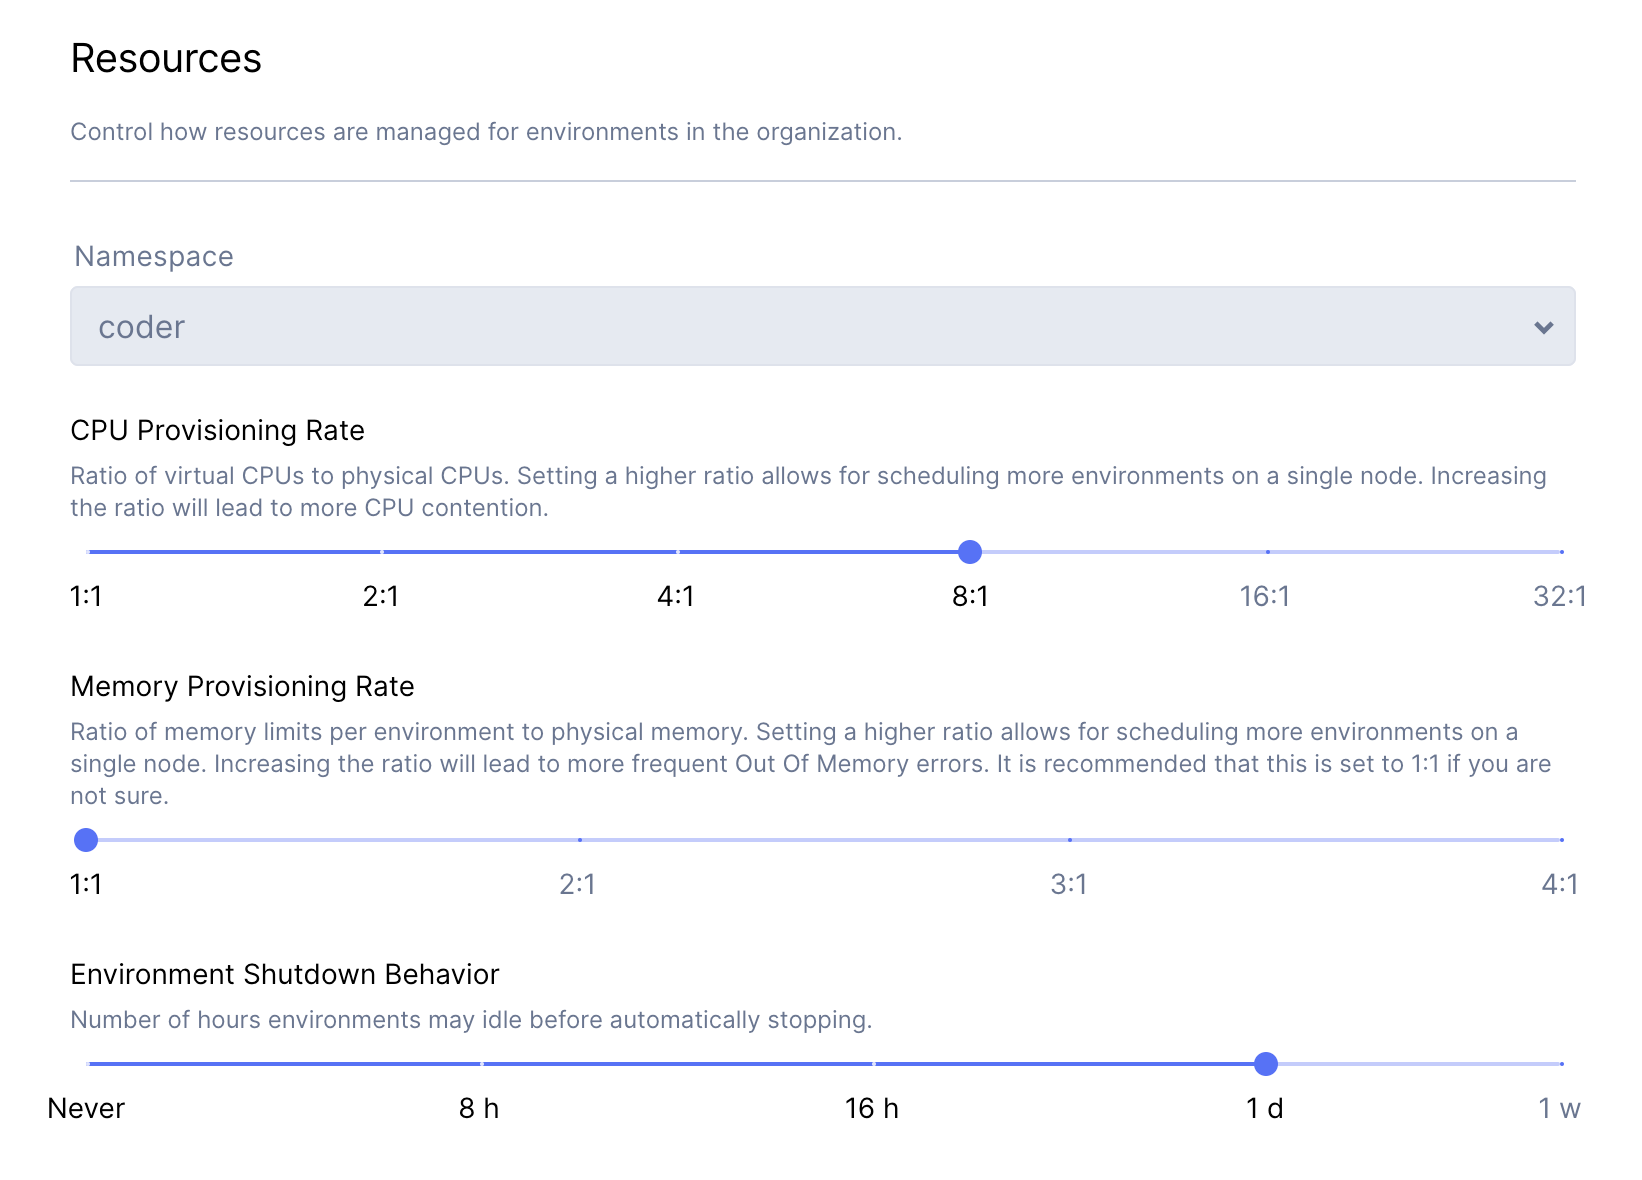 Resources
Control how resources are managed for environments in the organization.
Namespace
coder
CPU Provisioning Rate
Ratio of virtual CPUs to physical CPUs. Setting a higher ratio allows for scheduling more environments on a single node. Increasing
the ratio will lead to more CPU contention.
1:1 2:1 4:1 8:1 16:1 32:1
Memory Provisioning Rate
Ratio of memory limits per environment to physical memory. Setting a higher ratio allows for scheduling more environments on a
single node. Increasing the ratio will lead to more frequent Out Of Memory errors. It is recommended that this is set to 1:1 if you are
not sure.
1:1 2:1 3:1 4:1
Environment Shutdown Behavior
Number of hours environments may idle before automatically stopping.
Never 8 h 16 h 1 d 1 w